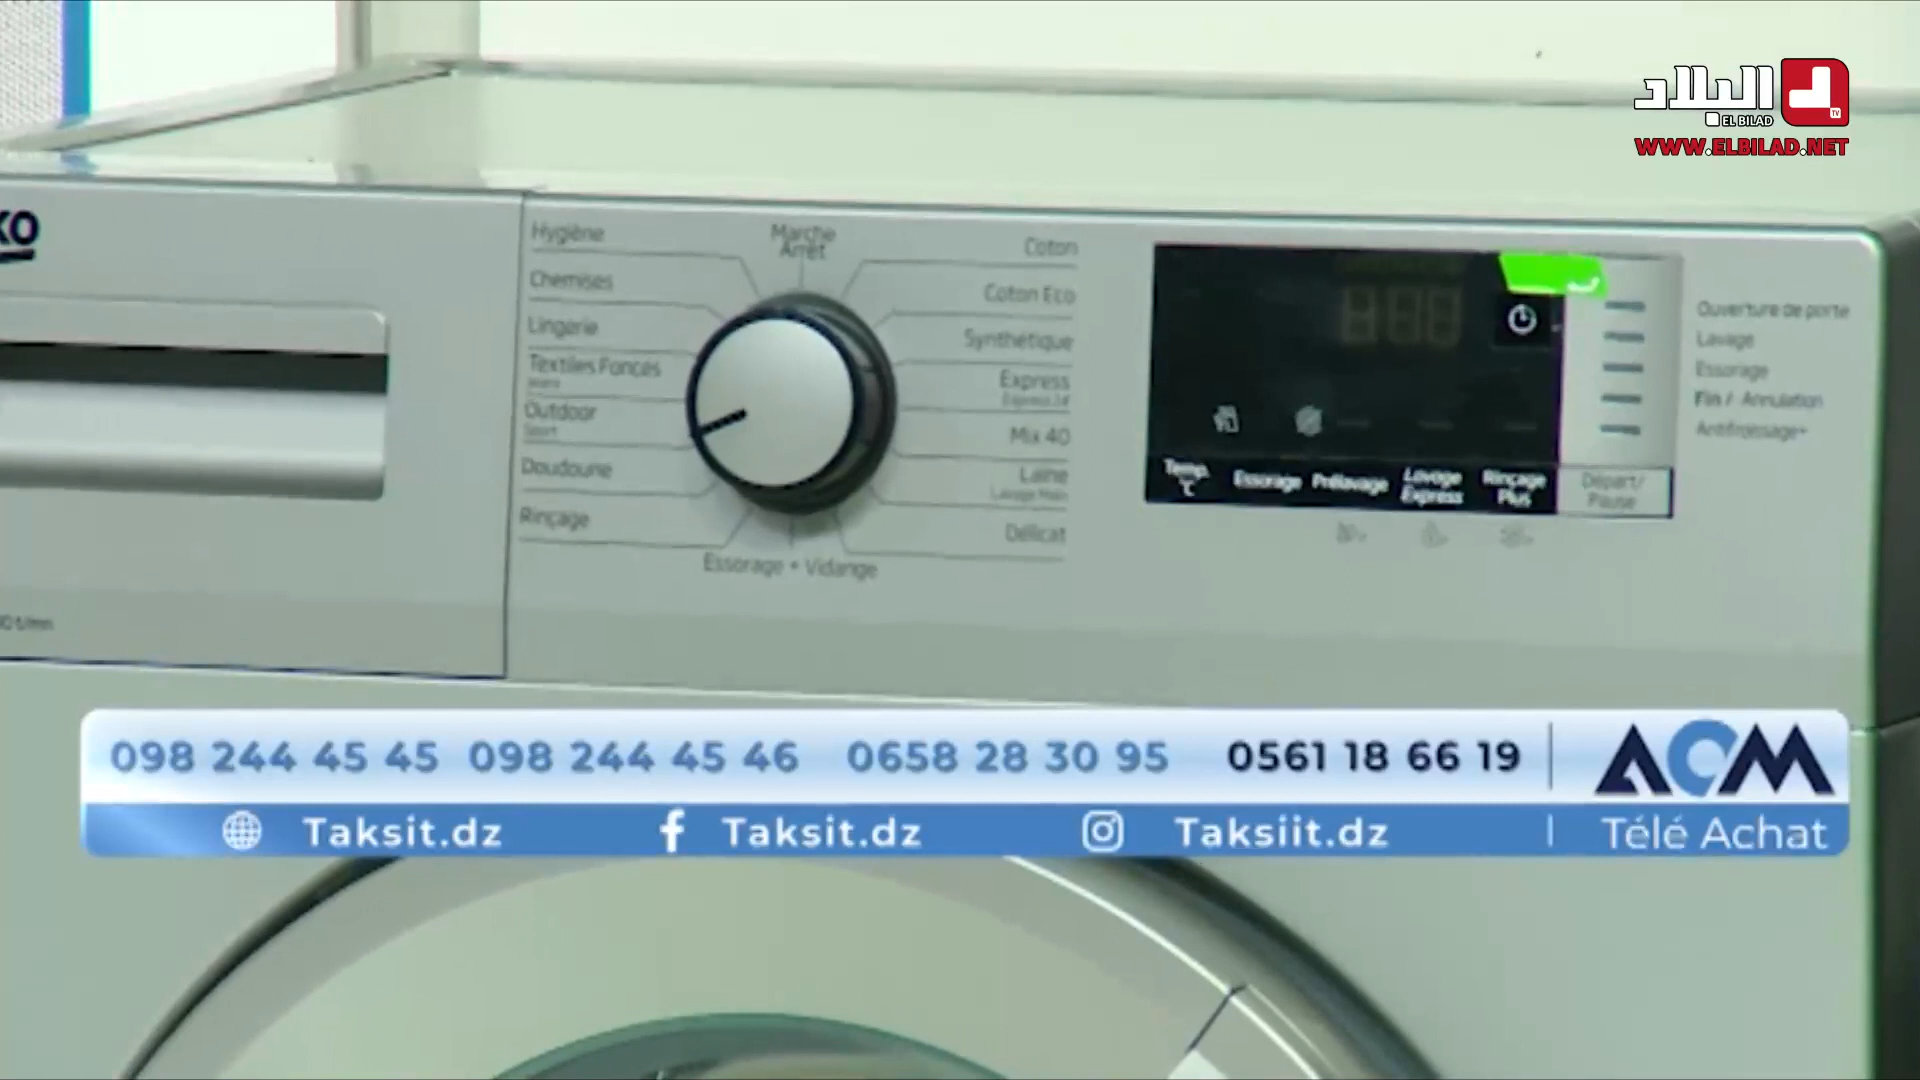 البلاد
EL BILAD
TV
WWW.ELBILAD.NET
KO
Hygiène
Chemises
Lingerie
Textiles Foncés
Outdoor
Sport
Doudoune
Rinçage
Marche
Arrêt
Essorage + Vidange
Coton
Coton Eco
Synthétique
Express
Mix 40
Laine
Lavage Main
Délicat
Temp. °C
Essorage
Prélavage
Lavage Express
Rinçage Plus
Départ/ Pause
Ouverture de porte
Lavage
Essorage
Fin / Annulation
Antifroissage+
098 244 45 45 098 244 45 46 0658 28 30 95 0561 18 66 19
ACM
Taksit.dz Taksit.dz Taksiit.dz
Télé Achat